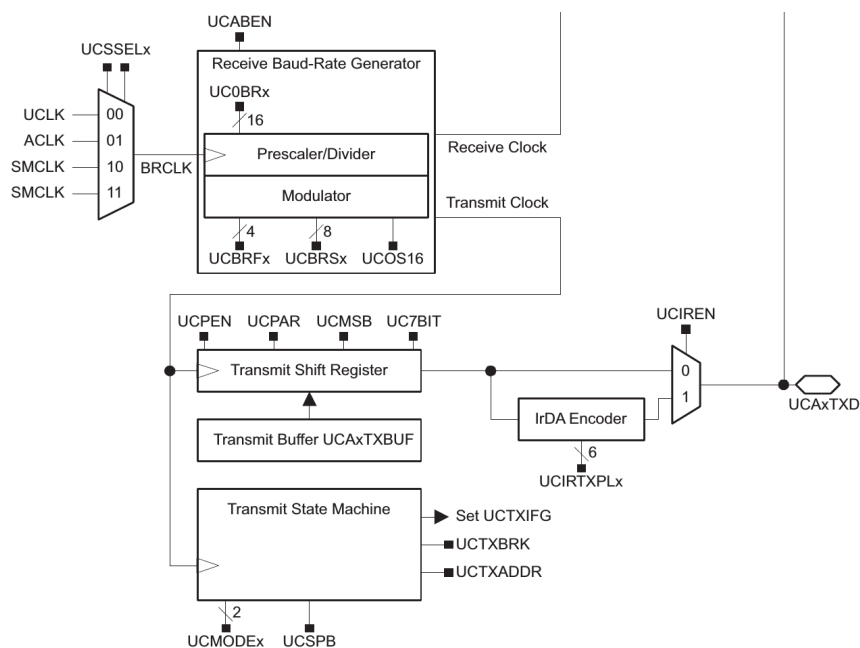 UCABEN
UCSSELx
Receive Baud-Rate Generator
UC0BRx
16
UCLK
00
ACLK
01
SMCLK
10
SMCLK
11
BRCLK
Prescaler/Divider
Modulator
Receive Clock
Transmit Clock
4
8
UCBRFx
UCBRSx
UCOS16
UCPEN
UCPAR
UCMSB
UC7BIT
UCIREN
Transmit Shift Register
0
1
UCAxTXD
Transmit Buffer UCAxTXBUF
IrDA Encoder
6
UCIRTXPLx
Transmit State Machine
Set UCTXIFG
UCTXBRK
UCTXADDR
2
UCMODEx
UCSPB